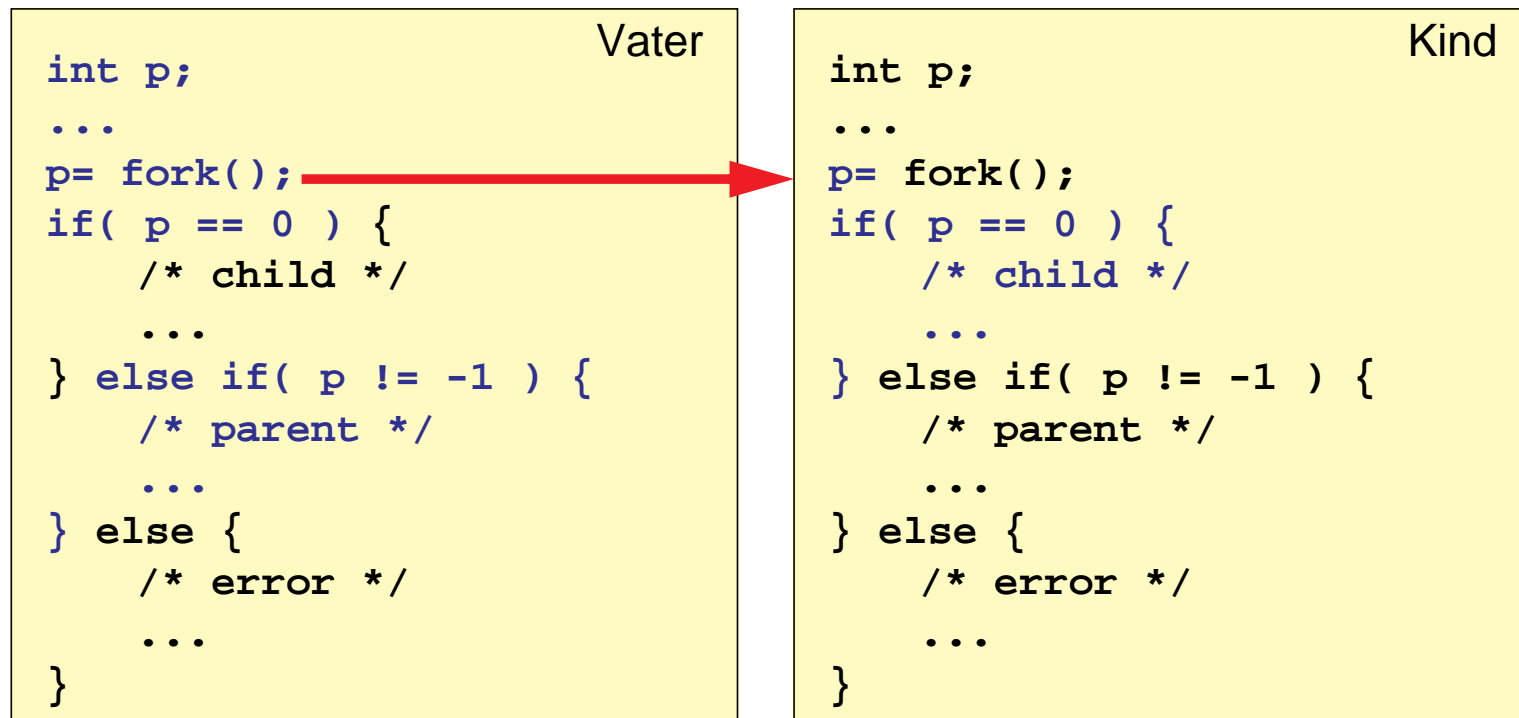 Vater
int p;
...
p= fork();
if( p == 0 ) {
/* child */
...
} else if( p != -1 ) {
/* parent */
...
} else {
/* error */
...
}
Kind
int p;
...
p= fork();
if( p == 0 ) {
/* child */
...
} else if( p != -1 ) {
/* parent */
...
} else {
/* error */
...
}